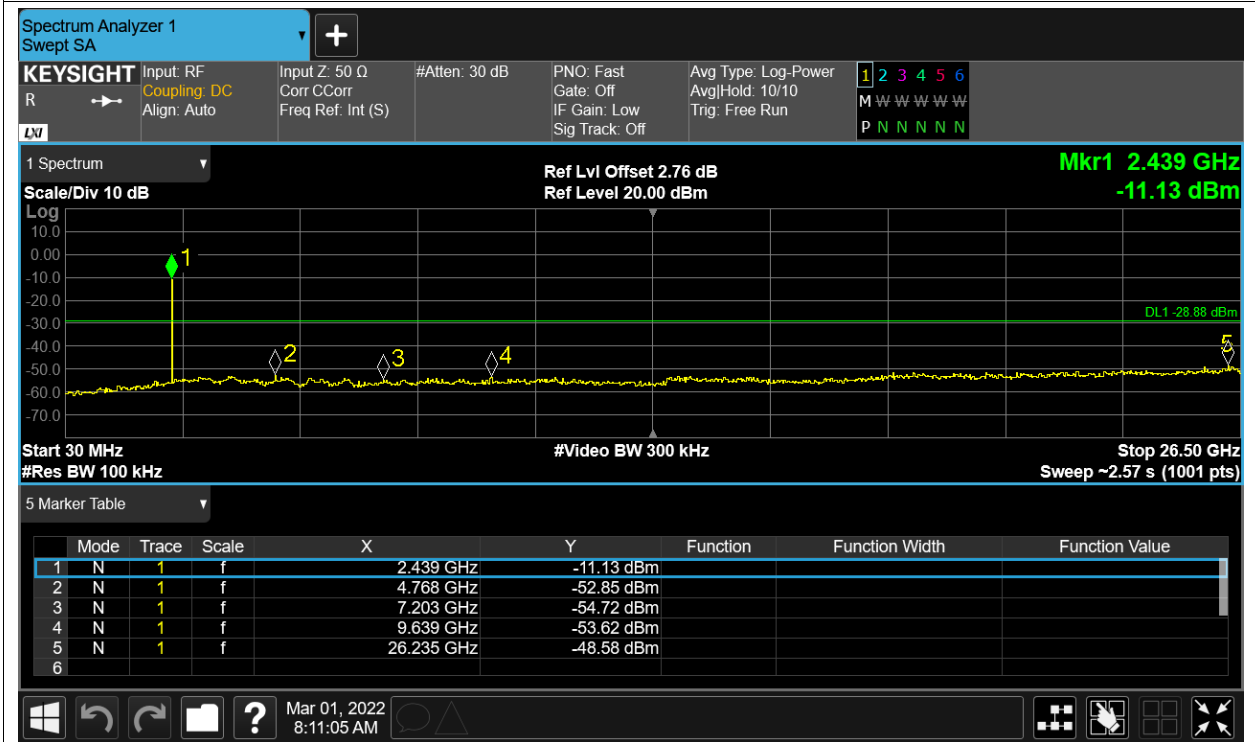 Spectrum Analyzer 1
Swept SA
+
KEYSIGHT
R
LXI
Input: RF
Coupling: DC
Align: Auto
Input Z: 50 Ω
Corr CCorr
Freq Ref: Int (S)
#Atten: 30 dB
PNO: Fast
Gate: Off
IF Gain: Low
Sig Track: Off
Avg Type: Log-Power
Avg|Hold: 10/10
Trig: Free Run
1 2 3 4 5 6
M W W W W W
P N N N N N
1 Spectrum
Scale/Div 10 dB
Ref Lvl Offset 2.76 dB
Ref Level 20.00 dBm
Mkr1 2.439 GHz
-11.13 dBm
Log
10.0
0.00
-10.0
-20.0
-30.0
-40.0
-50.0
-60.0
-70.0
1
2
3
4
5
DL1 -28.88 dBm
Start 30 MHz
#Res BW 100 kHz
#Video BW 300 kHz
Stop 26.50 GHz
Sweep ~2.57 s (1001 pts)
5 Marker Table
Mode Trace Scale X Y Function Function Width Function Value
1 N 1 f 2.439 GHz -11.13 dBm
2 N 1 f 4.768 GHz -52.85 dBm
3 N 1 f 7.203 GHz -54.72 dBm
4 N 1 f 9.639 GHz -53.62 dBm
5 N 1 f 26.235 GHz -48.58 dBm
6
?
Mar 01, 2022
8:11:05 AM